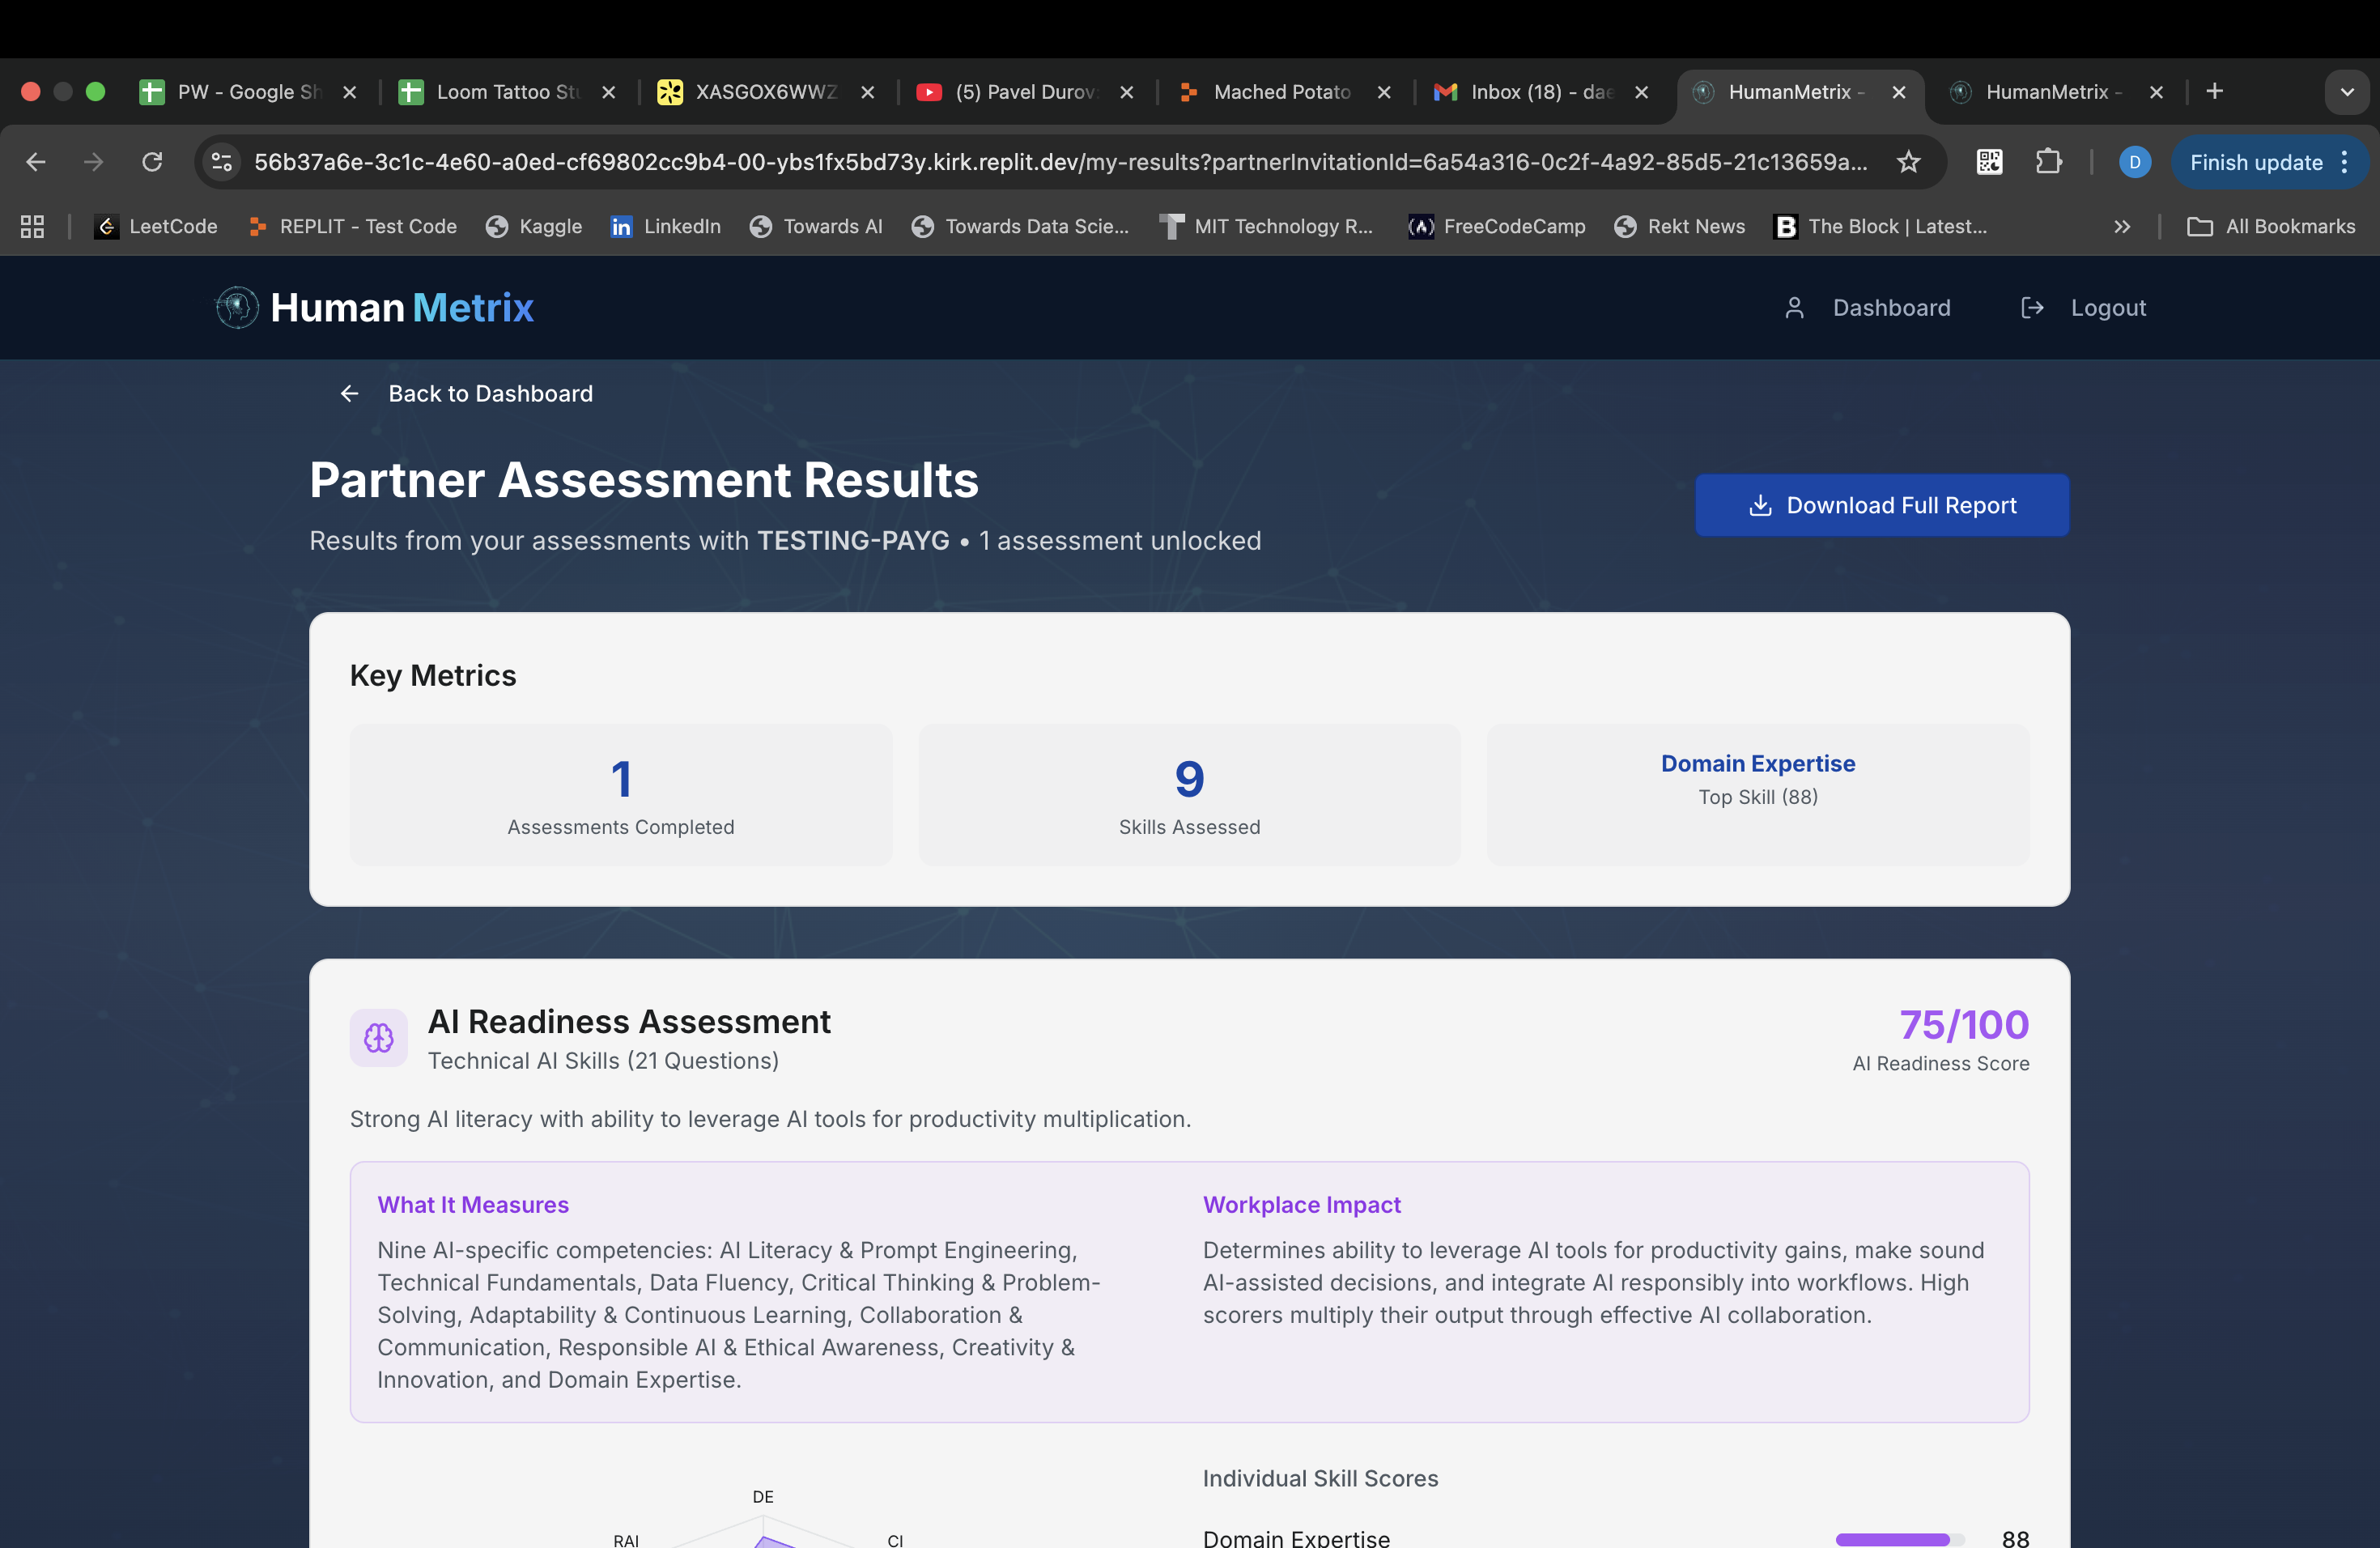 PW - Google Sh
Loom Tattoo Stu
XASGOX6WWZ
(5) Pavel Durov:
Mached Potato
Inbox (18) - dae
HumanMetrix -
HumanMetrix -
56b37a6e-3c1c-4e60-a0ed-cf69802cc9b4-00-ybs1fx5bd73y.kirk.replit.dev/my-results?partnerInvitationId=6a54a316-0c2f-4a92-85d5-21c13659a...
D
Finish update
LeetCode
REPLIT - Test Code
Kaggle
in
LinkedIn
Towards AI
Towards Data Scie...
MIT Technology R...
FreeCodeCamp
Rekt News
B
The Block | Latest...
All Bookmarks
Human Metrix
Dashboard
Logout
Back to Dashboard
Partner Assessment Results
Results from your assessments with TESTING-PAYG • 1 assessment unlocked
Download Full Report
Key Metrics
1
Assessments Completed
9
Skills Assessed
Domain Expertise
Top Skill (88)
AI Readiness Assessment
Technical AI Skills (21 Questions)
75/100
AI Readiness Score
Strong AI literacy with ability to leverage AI tools for productivity multiplication.
What It Measures
Nine AI-specific competencies: AI Literacy & Prompt Engineering,
Technical Fundamentals, Data Fluency, Critical Thinking & Problem-
Solving, Adaptability & Continuous Learning, Collaboration &
Communication, Responsible AI & Ethical Awareness, Creativity &
Innovation, and Domain Expertise.
Workplace Impact
Determines ability to leverage AI tools for productivity gains, make sound
AI-assisted decisions, and integrate AI responsibly into workflows. High
scorers multiply their output through effective AI collaboration.
DE
RAI
CI
Individual Skill Scores
Domain Expertise
88